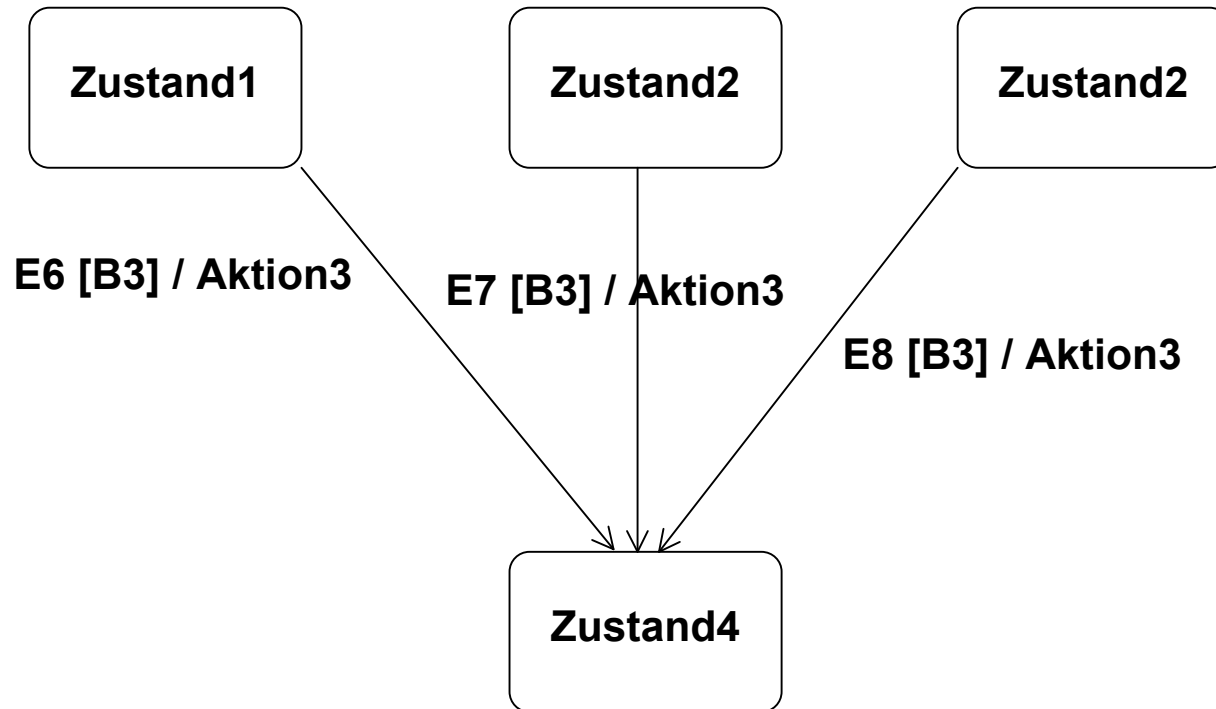 Zustand1
Zustand2
Zustand2
E6 [B3] / Aktion3
E7 [B3] / Aktion3
E8 [B3] / Aktion3
Zustand4